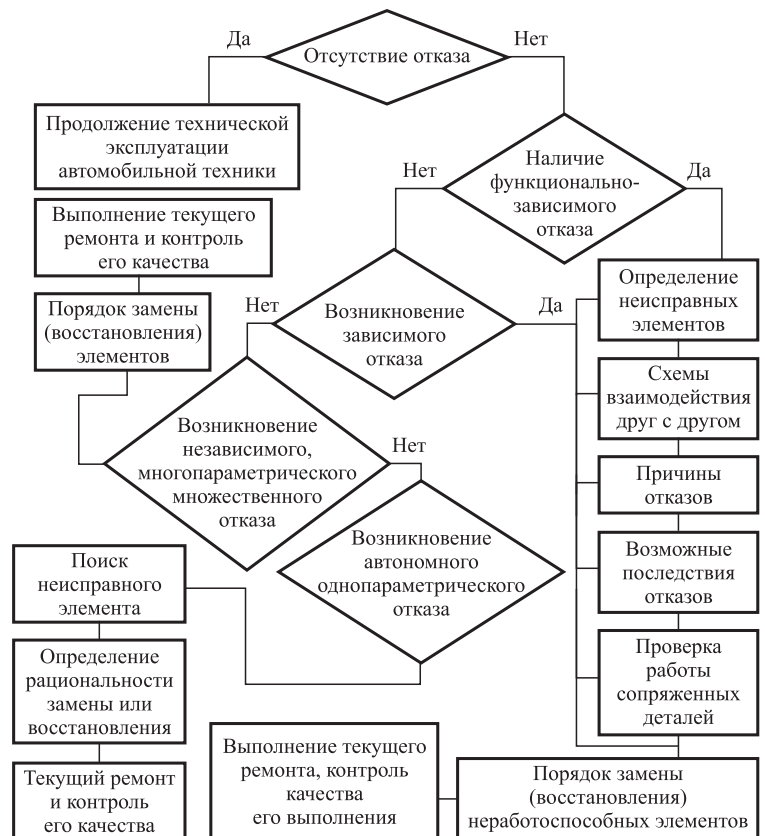 Да
Отсутствие отказа
Нет
Продолжение технической
эксплуатации
автомобильной техники
Наличие
функционально-
зависимого
отказа
Нет
Да
Выполнение текущего
ремонта и контроль
его качества
Порядок замены
(восстановления)
элементов
Нет
Возникновение
зависимого
отказа
Да
Определение
неисправных
элементов
Схемы
взаимодействия
друг с другом
Причины
отказов
Возможные
последствия
отказов
Проверка
работы
сопряженных
деталей
Возникновение
независимого,
многопараметрического
множественного
отказа
Нет
Возникновение
автономного
однопараметрического
отказа
Поиск
неисправного
элемента
Определение
рациональности
замены или
восстановления
Текущий ремонт
и контроль
его качества
Выполнение текущего
ремонта, контроль
качества
его выполнения
Порядок замены
(восстановления)
неработоспособных элементов